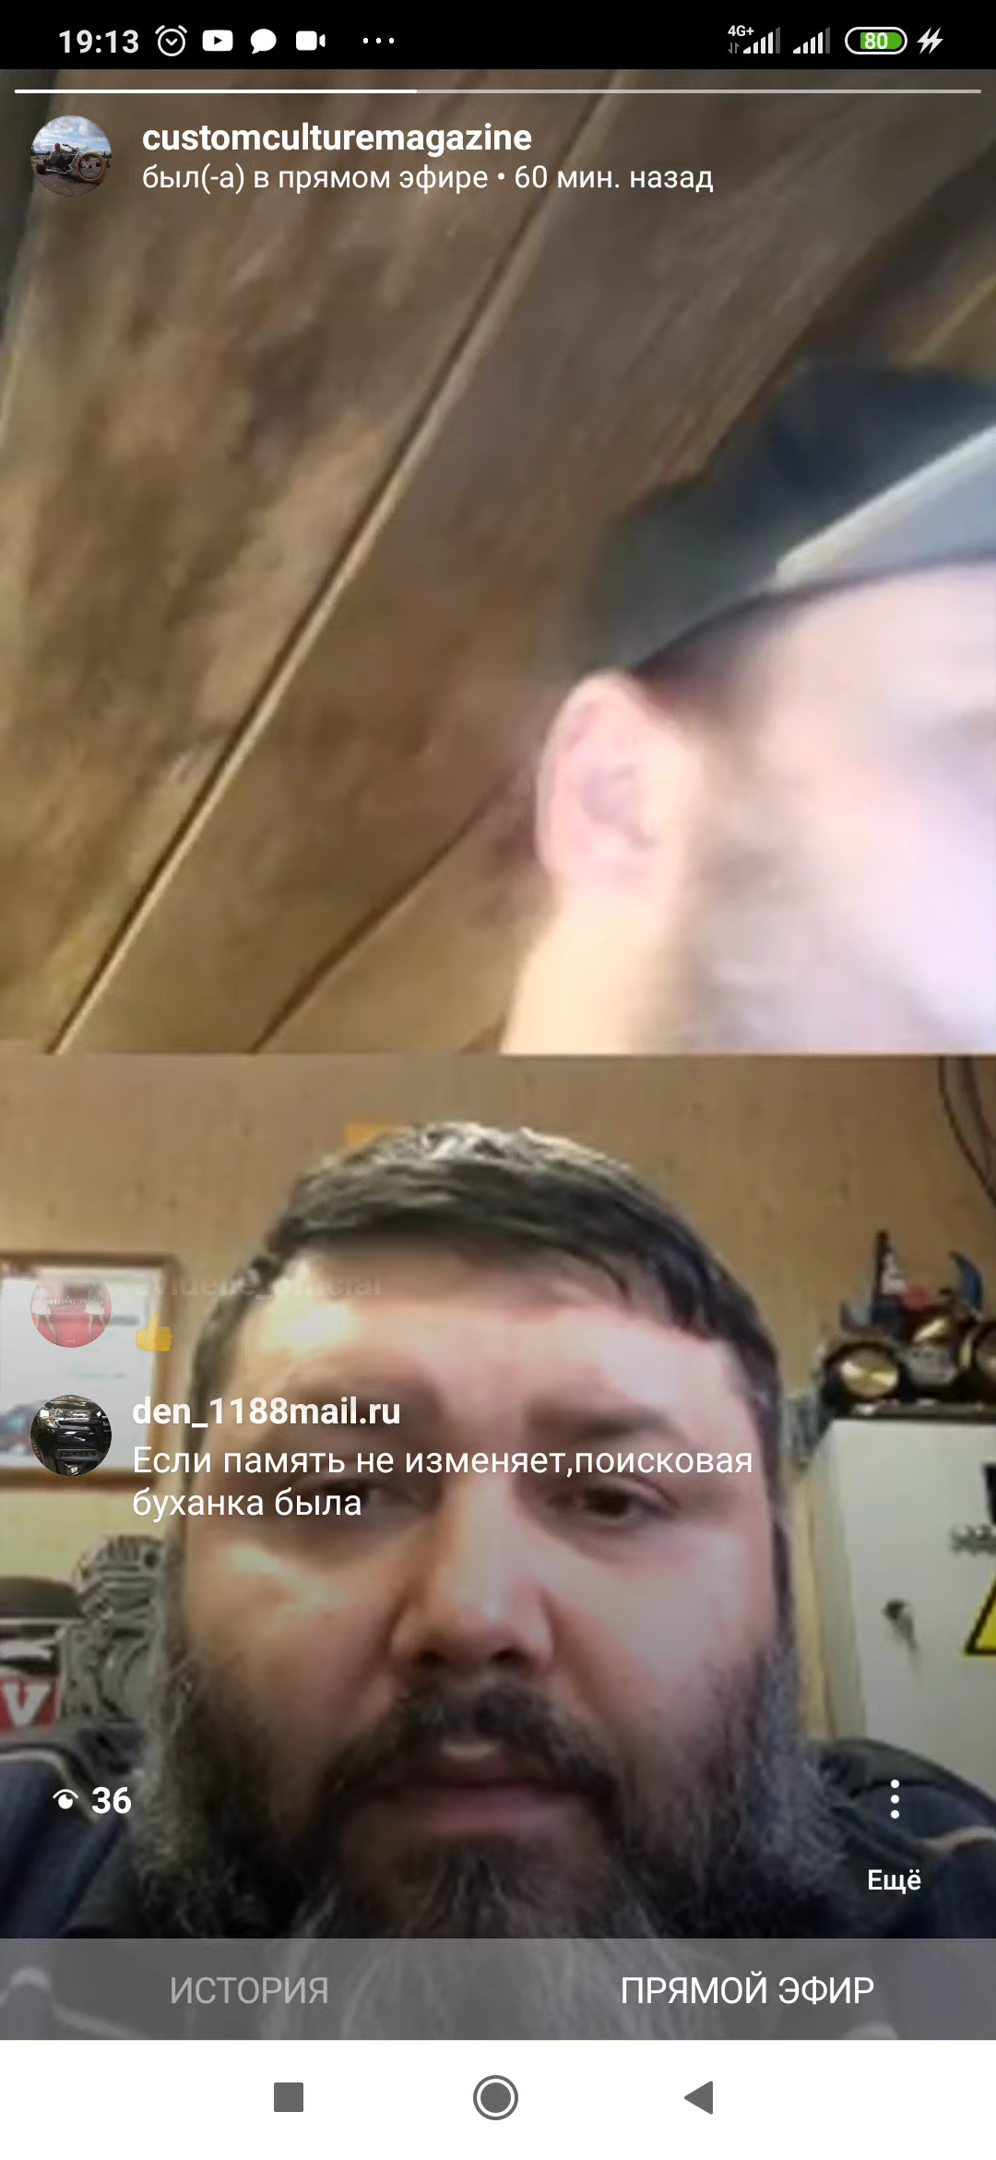 19:13
4G+
80
customculturemagazine
был(-а) в прямом эфире • 60 мин. назад
den_1188mail.ru
Если память не изменяет,поисковая
буханка была
V
36
Ещё
ИСТОРИЯ
ПРЯМОЙ ЭФИР